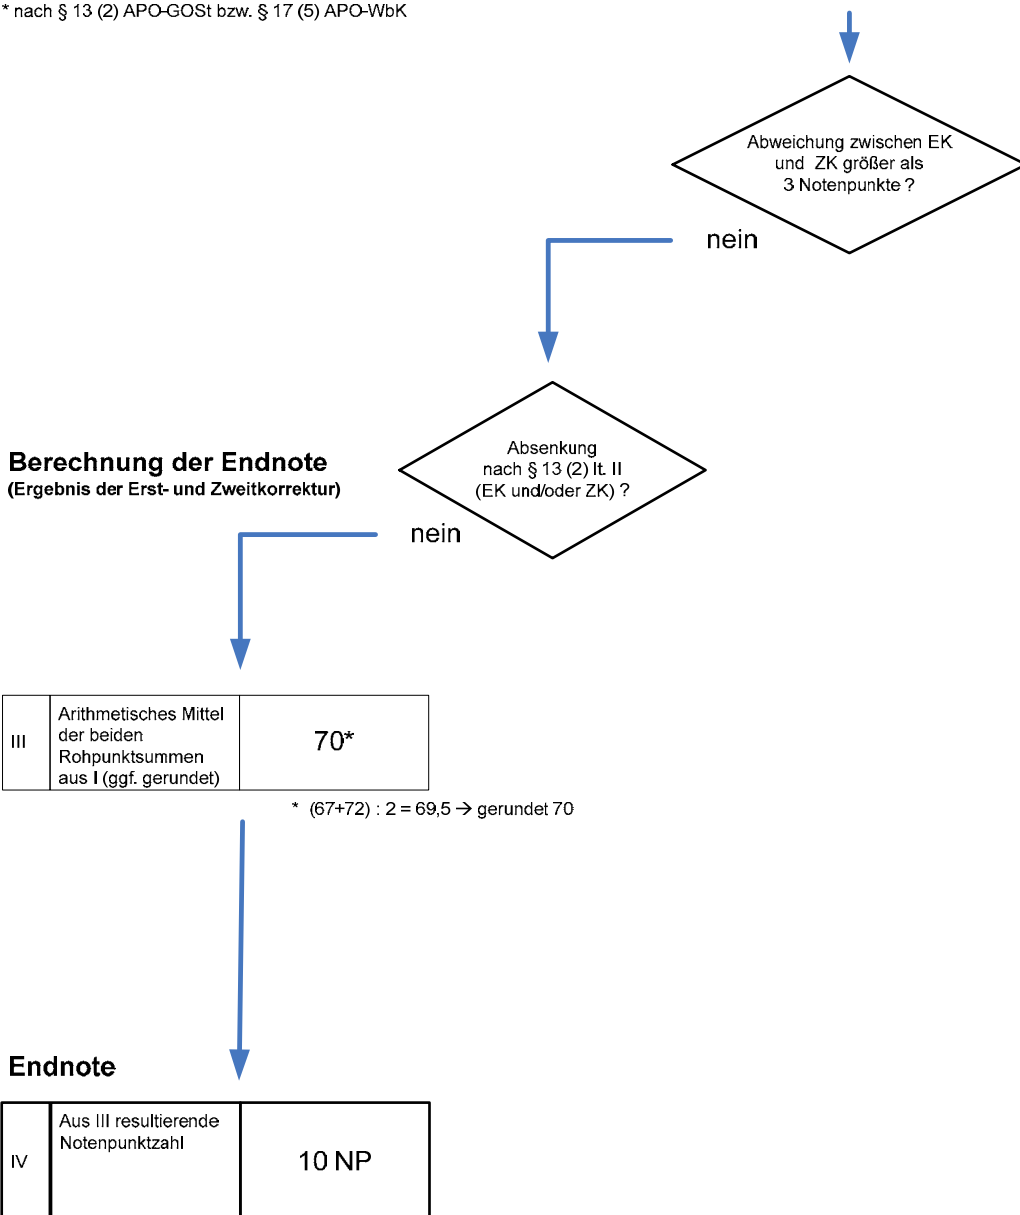 * nach § 13 (2) APO-GOSt bzw. § 17 (5) APO-WbK
Abweichung zwischen EK
und ZK größer als
3 Notenpunkte ?
nein
Absenkung
nach § 13 (2) lt. II
(EK und/oder ZK) ?
Berechnung der Endnote
(Ergebnis der Erst- und Zweitkorrektur)
nein
III
Arithmetisches Mittel
der beiden
Rohpunktsummen
aus I (ggf. gerundet)
70*
* (67+72) : 2 = 69,5 → gerundet 70
Endnote
IV
Aus III resultierende
Notenpunktzahl
10 NP